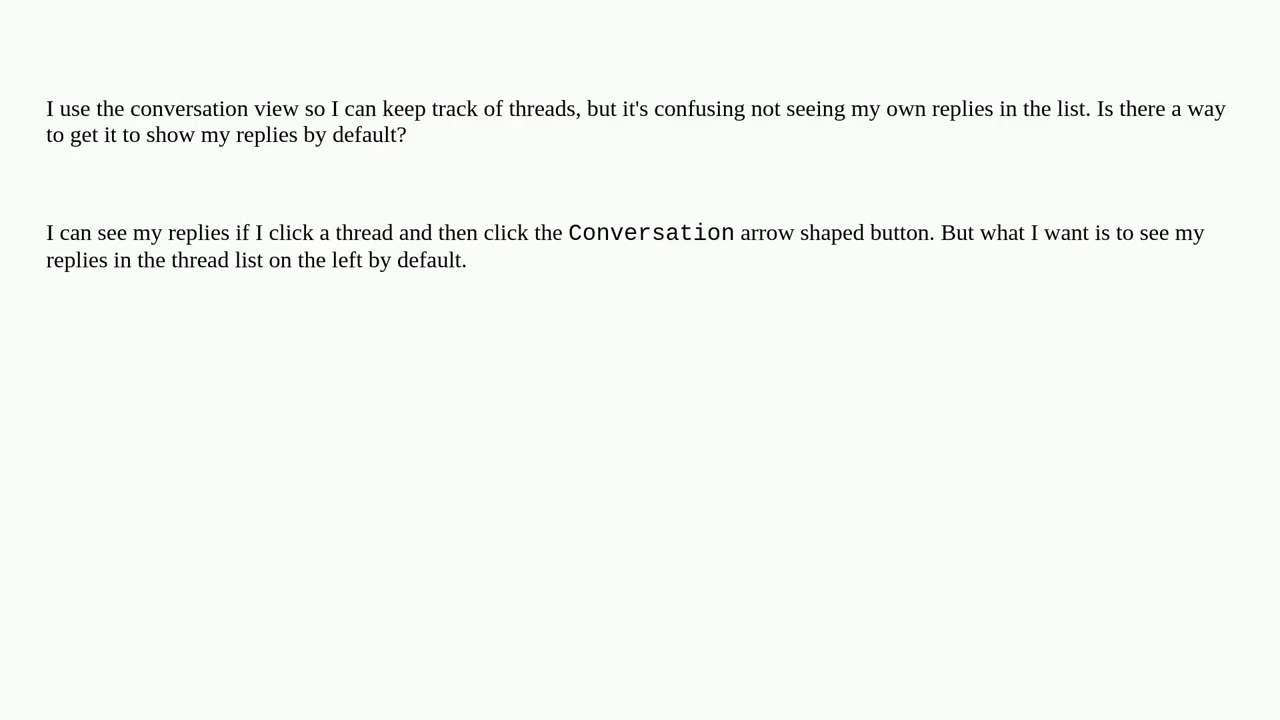 I use the conversation view so I can keep track of threads, but it's confusing not seeing my own replies in the list. Is there a way
to get it to show my replies by default?
I can see my replies if I click a thread and then click the Conversation arrow shaped button. But what I want is to see my
replies in the thread list on the left by default.